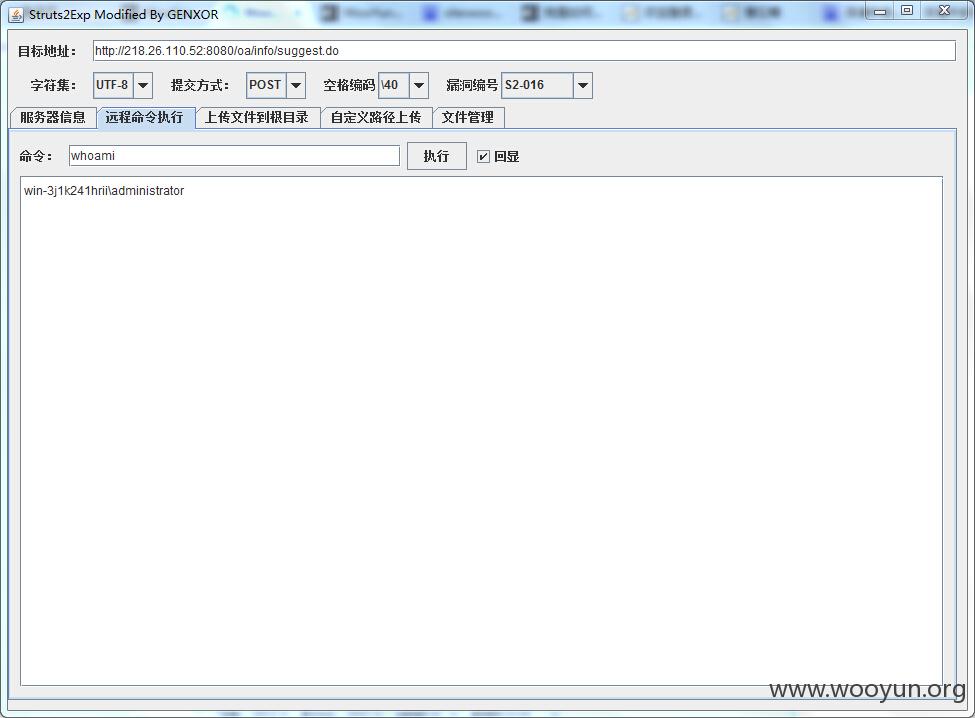 Struts2Exp Modified By GENXOR
目标地址： http://218.26.110.52:8080/oa/info/suggest.do
字符集： UTF-8 提交方式： POST 空格编码 \40 漏洞编号 S2-016
服务器信息 远程命令执行 上传文件到根目录 自定义路径上传 文件管理
命令： whoami 执行 回显
win-3j1k241hrii\administrator
www.wooyun.org